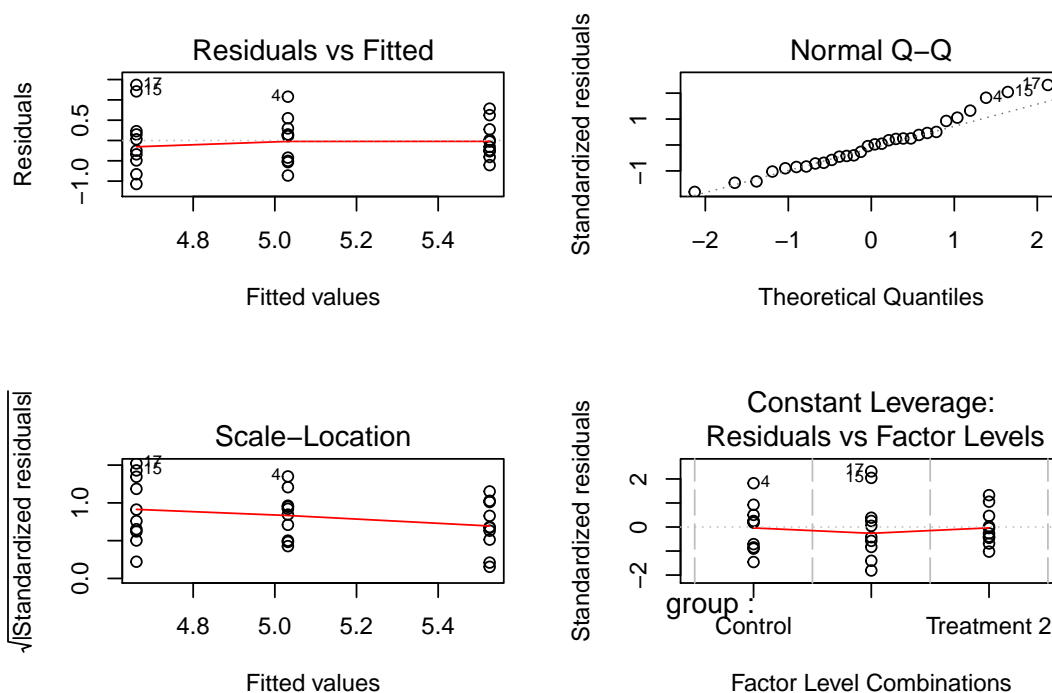 Residuals vs Fitted
Residuals
0.5
-1.0
17
15
4
4.8 5.0 5.2 5.4
Fitted values
Normal Q-Q
Standardized residuals
1
-1
17
15
4
-2 -1 0 1 2
Theoretical Quantiles
Scale-Location
√|Standardized residuals|
1.0
0.0
17
15
4
4.8 5.0 5.2 5.4
Fitted values
Constant Leverage:
Residuals vs Factor Levels
Standardized residuals
2
0
-2
4
17
15
group :
Control Treatment 2
Factor Level Combinations